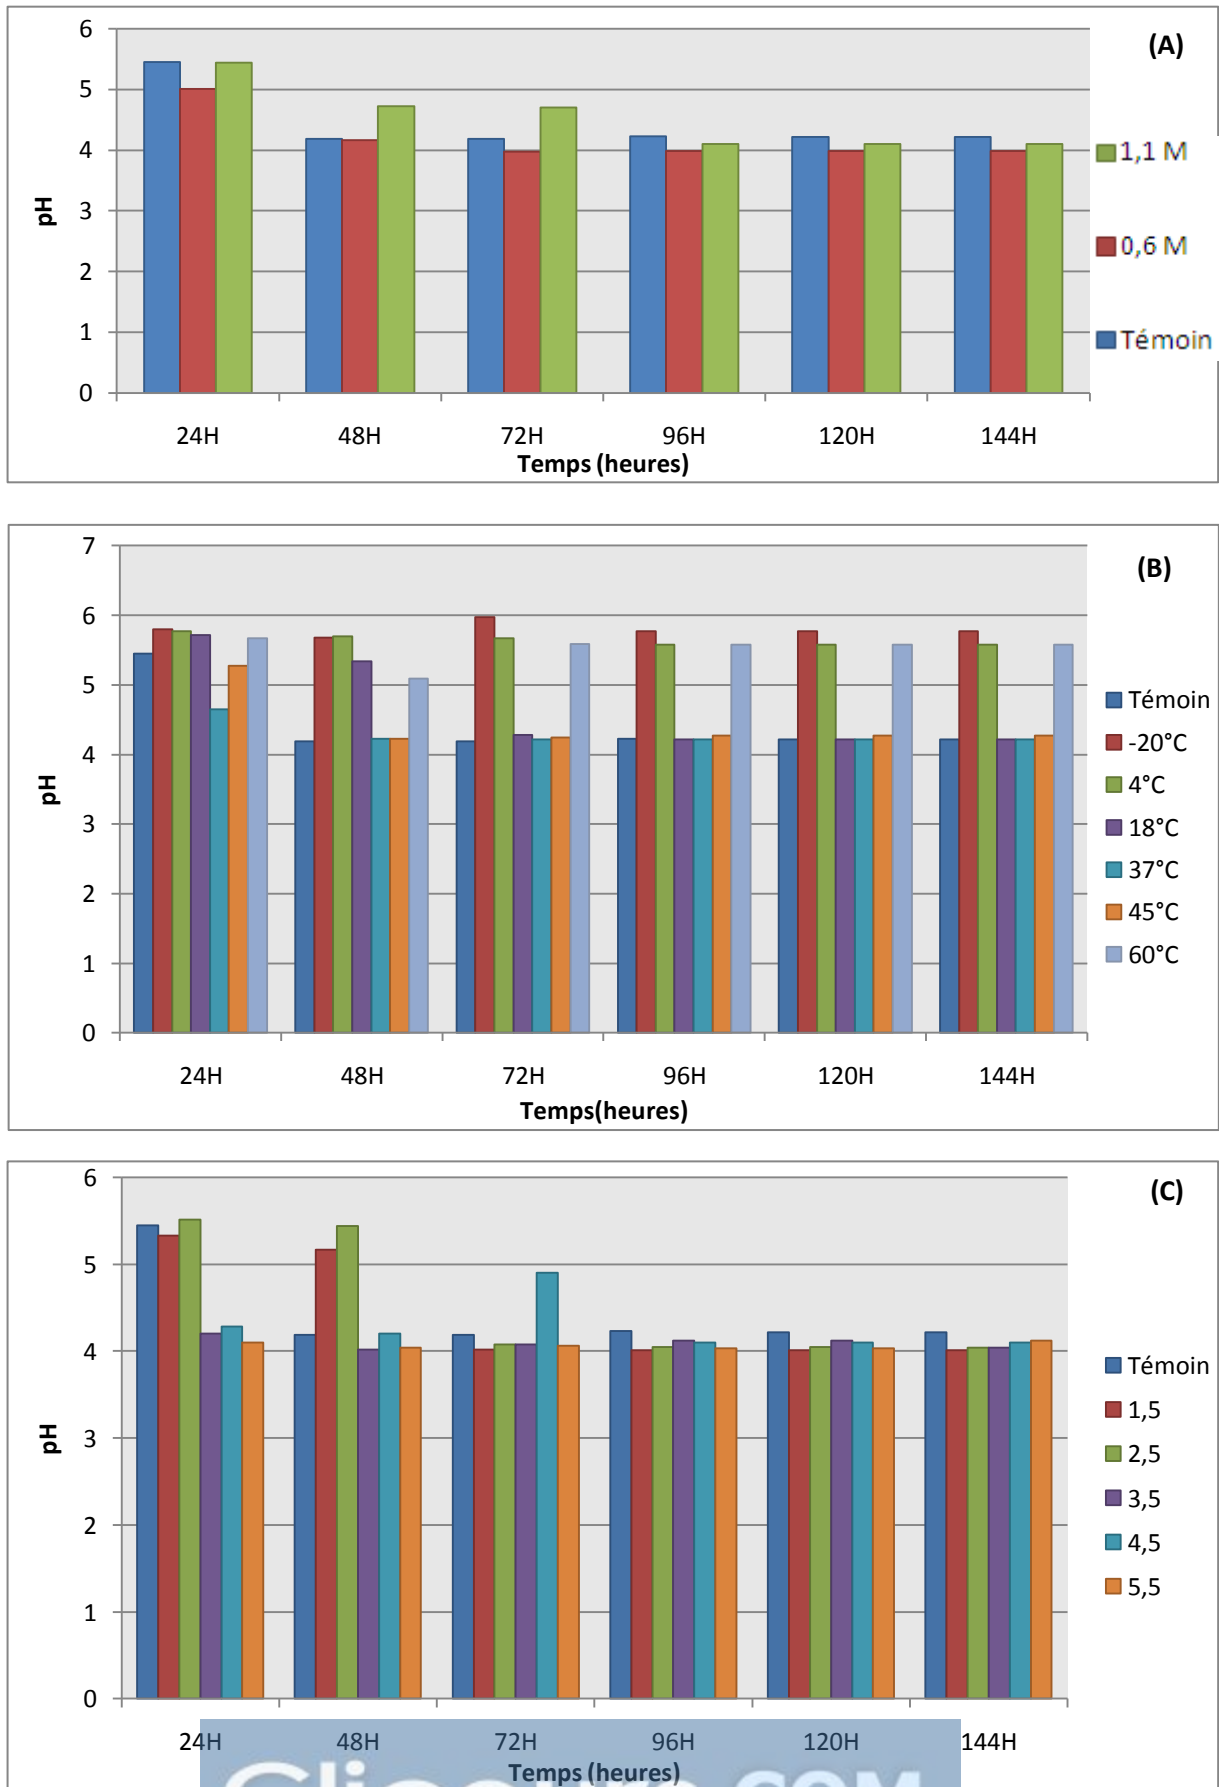 (A)
6
5
4
3
2
1
0
pH
24H 48H 72H 96H 120H 144H
Temps (heures)
1,1 M
0,6 M
Témoin
(B)
7
6
5
4
3
2
1
0
pH
24H 48H 72H 96H 120H 144H
Temps(heures)
Témoin
-20°C
4°C
18°C
37°C
45°C
60°C
(C)
6
5
4
3
2
1
0
pH
24H 48H 72H 96H 120H 144H
Temps (heures)
Témoin
1,5
2,5
3,5
4,5
5,5